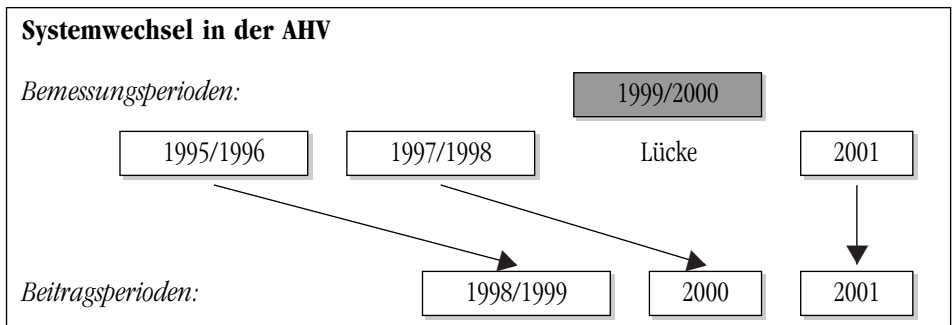 Systemwechsel in der AHV
Bemessungsperioden:
1999/2000
1995/1996 1997/1998 Lücke 2001
Beitragsperioden: 1998/1999 2000 2001